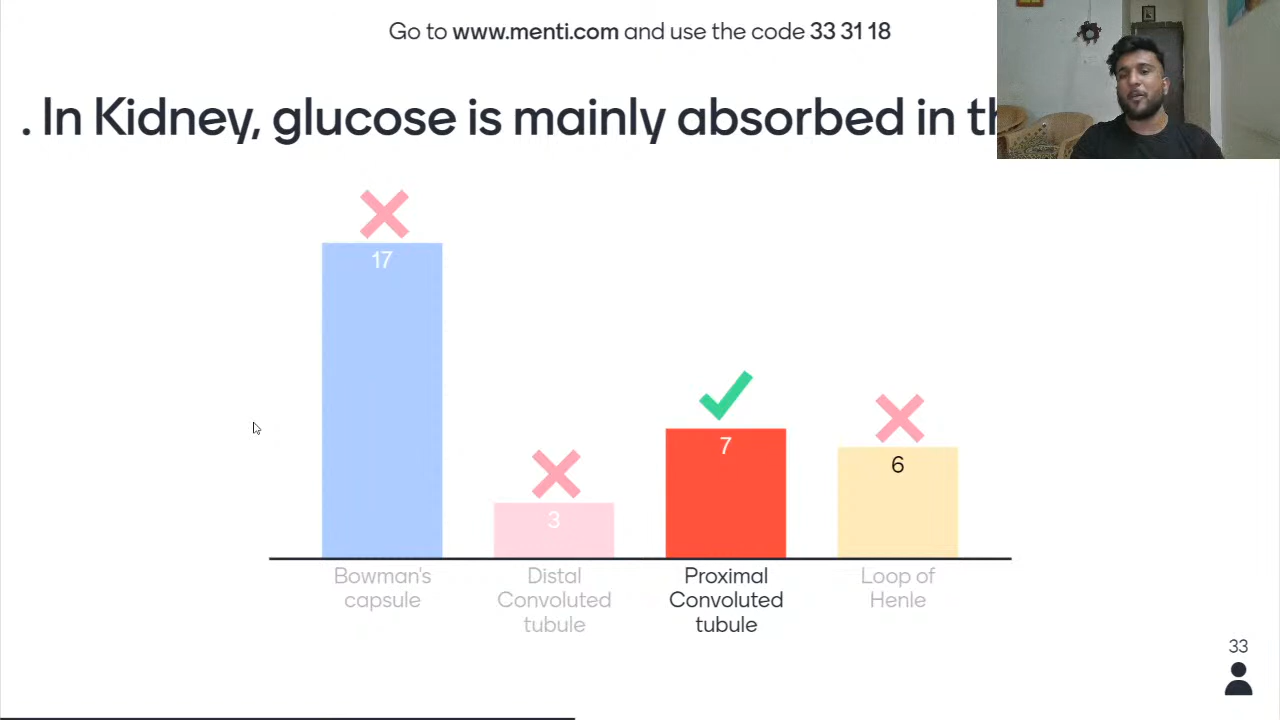 Go to www.menti.com and use the code 33 31 18
. In Kidney, glucose is mainly absorbed in
17
3
7
6
Bowman's
capsule
Distal
Convoluted
tubule
Proximal
Convoluted
tubule
Loop of
Henle
33